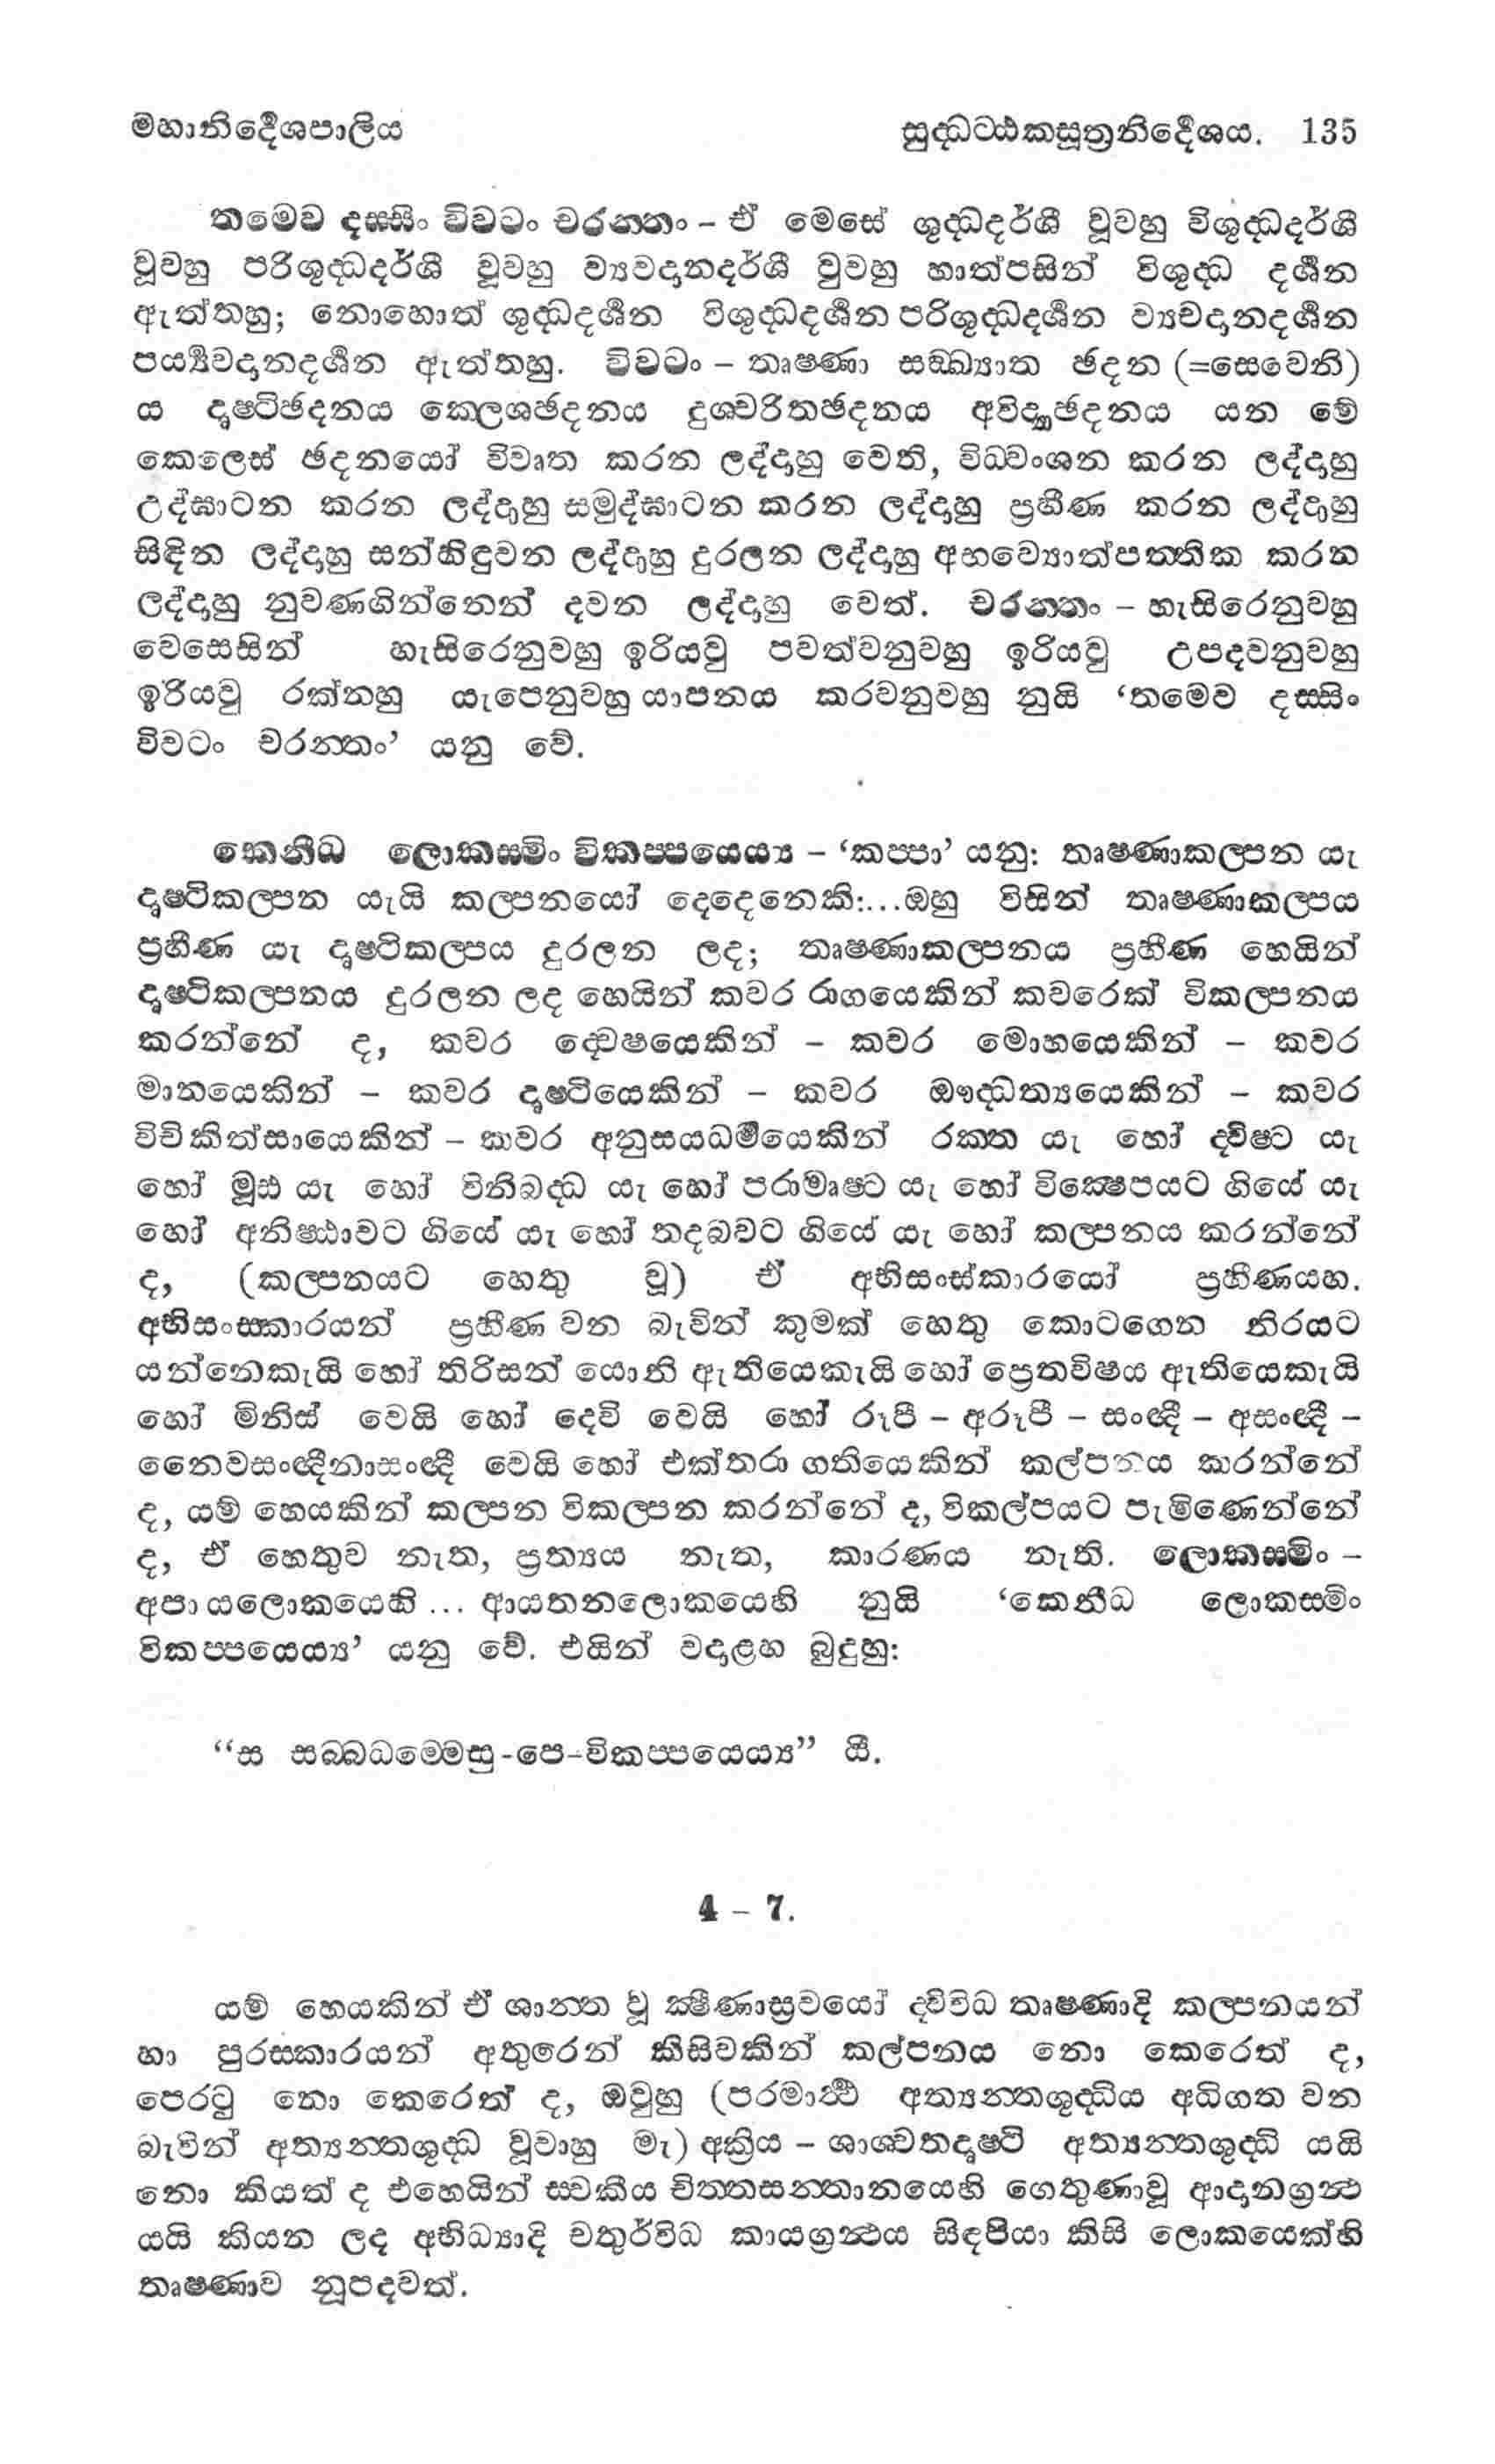 මහානිර්දේශපාලිය සුද්ධට්ඨකසූත්‍රනිර්දේශය. 135
තමෙව දස්සිං විවටං චරන්තං – ඒ මෙසේ ශුද්ධදර්ශී වූවහු විශුද්ධදර්ශී
වූවහු පරිශුද්ධදර්ශී වූවහු ව්‍යවදානදර්ශී වූවහු හාත්පසින් විශුද්ධ දර්ශන
ඇත්තහු; නොහොත් ශුද්ධදර්ශන විශුද්ධදර්ශන පරිශුද්ධදර්ශන ව්‍යවදානදර්ශන
පර්‍ය්‍යවදානදර්ශන ඇත්තහු. විවටං – තෘෂ්ණා සඞ්ඛ්‍යාත ඡදන (=සෙවෙනි)
ය දෘෂ්ටිඡදනය ක්ලෙශඡදනය දුශ්චරිතඡදනය අවිද්‍යාඡදනය යන මේ
කෙලෙස් ඡදනයෝ විවෘත කරන ලද්දාහු වෙති, විධ්වංශන කරන ලද්දාහු
උද්ඝාටන කරන ලද්දාහු සමුද්ඝාටන කරන ලද්දාහු ප්‍රහීණ කරන ලද්දාහු
සිඳින ලද්දාහු සන්හිඳුවන ලද්දාහු දුරලන ලද්දාහු අභව්‍යොත්පත්තික කරන
ලද්දාහු නුවණගින්නෙන් දවන ලද්දාහු වෙත්. චරන්තං – හැසිරෙනුවහු
වෙසෙසින් හැසිරෙනුවහු ඉරියවු පවත්වනුවහු ඉරියවු උපදවනුවහු
ඉරියවු රක්නහු යැපෙනුවහු යාපනය කරවනුවහු නුයි ‘තමෙව දස්සිං
විවටං චරන්තං’ යනු වේ.
කෙනීධ ලොකස්මිං විකප්පයෙය්‍ය – ‘කප්පා’ යනු: තෘෂ්ණාකල්පන යැ
දෘෂ්ටිකල්පන යැයි කල්පනයෝ දෙදෙනෙකි:...ඔහු විසින් තෘෂ්ණාකල්පය
ප්‍රහීණ යැ දෘෂ්ටිකල්පය දුරලන ලද; තෘෂ්ණාකල්පනය ප්‍රහීණ හෙයින්
දෘෂ්ටිකල්පනය දුරලන ලද හෙයින් කවර රාගයෙකින් කවරෙක් විකල්පනය
කරන්නේ ද, කවර ද්වෙෂයෙකින් – කවර මොහයෙකින් – කවර
මානයෙකින් – කවර දෘෂ්ටියෙකින් – කවර ඖද්ධත්‍යයෙකින් – කවර
විචිකිත්සායෙකින් – කවර අනුසයධර්මයෙකින් රක්ත යැ හෝ ද්විෂ්ට යැ
හෝ මූඪ යැ හෝ විනිබද්ධ යැ හෝ පරාමෘෂ්ට යැ හෝ වික්ෂෙපයට ගියේ යැ
හෝ අනිෂ්ඨාවට ගියේ යැ හෝ තදබවට ගියේ යැ හෝ කල්පනය කරන්නේ
ද, (කල්පනයට හෙතු වූ) ඒ අභිසංස්කාරයෝ ප්‍රහීණයහ.
අභිසංස්කාරයන් ප්‍රහීණ වන බැවින් කුමක් හෙතු කොටගෙන නිරයට
යන්නෙකැයි හෝ තිරිසන් යොනි ඇතියෙකැයි හෝ ප්‍රෙතවිෂය ඇතියෙකැයි
හෝ මිනිස් වෙයි හෝ දෙව් වෙයි හෝ රූපී – අරූපී – සංඥී – අසංඥී –
නෛවසංඥීනාසංඥී වෙයි හෝ එක්තරා ගතියෙකින් කල්පනය කරන්නේ
ද, යම් හෙයකින් කල්පන විකල්පන කරන්නේ ද, විකල්පයට පැමිණෙන්නේ
ද, ඒ හෙතුව නැත, ප්‍රත්‍යය නැත, කාරණය නැති. ලොකස්මිං –
අපායලොකයෙහි ... ආයතනලොකයෙහි නුයි ‘කෙනීධ ලොකස්මිං
විකප්පයෙය්‍ය’ යනු වේ. එයින් වදාළහ බුදුහු:
“ස සබ්බධම්මෙසු-පෙ-විකප්පයෙය්‍ය” යී.
4 – 7.
යම් හෙයකින් ඒ ශාන්ත වූ ක්ෂීණාස්‍රවයෝ ද්විවිධ තෘෂ්ණාදි කල්පනයන්
හා පුරස්කාරයන් අතුරෙන් කිසිවකින් කල්පනය නො කෙරෙත් ද,
පෙරටු නො කෙරෙත් ද, ඔවුහු (පරමාර්ථ අත්‍යන්තශුද්ධිය අධිගත වන
බැවින් අත්‍යන්තශුද්ධ වූවාහු මැ) අක්‍රිය – ශාශ්වතදෘෂ්ටි අත්‍යන්තශුද්ධි යයි
නො කියත් ද එහෙයින් ස්වකීය චිත්තසන්තානයෙහි ගෙතුණාවූ ආදානග්‍රන්ථ
යයි කියන ලද අභිධ්‍යාදි චතුර්විධ කායග්‍රන්ථය සිඳපියා කිසි ලොකයෙක්හි
තෘෂ්ණාව නූපදවත්.